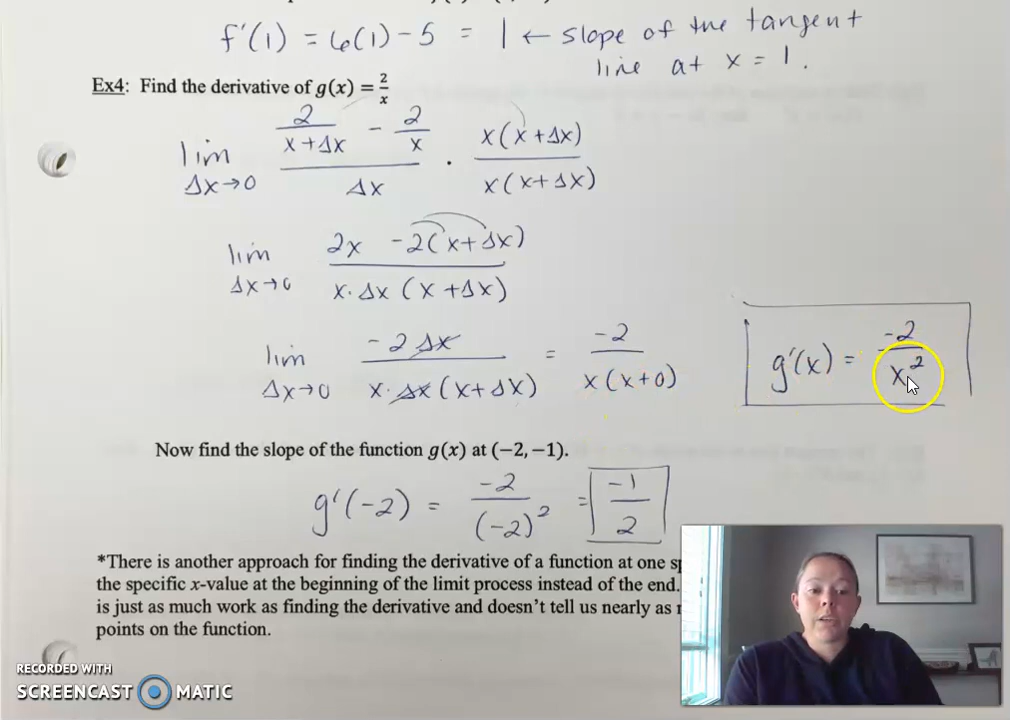 f'(1) = 6(1) - 5 = 1 ← slope of the tangent
line at x = 1.
Ex4: Find the derivative of g(x) = 2/x
lim Δx→0 (2/(x+Δx) - 2/x)/Δx · x(x+Δx)/x(x+Δx)
lim Δx→0 (2x -2(x+Δx))/(x·Δx(x+Δx))
lim Δx→0 (-2Δx)/(x·Δx(x+Δx)) = -2/(x(x+0))
g'(x) = -2/x²
Now find the slope of the function g(x) at (−2, −1).
g'(-2) = -2/(-2)² = -1/2
*There is another approach for finding the derivative of a function at one
the specific x-value at the beginning of the limit process instead of the end.
is just as much work as finding the derivative and doesn't tell us nearly as
points on the function.
RECORDED WITH
SCREENCAST MATIC